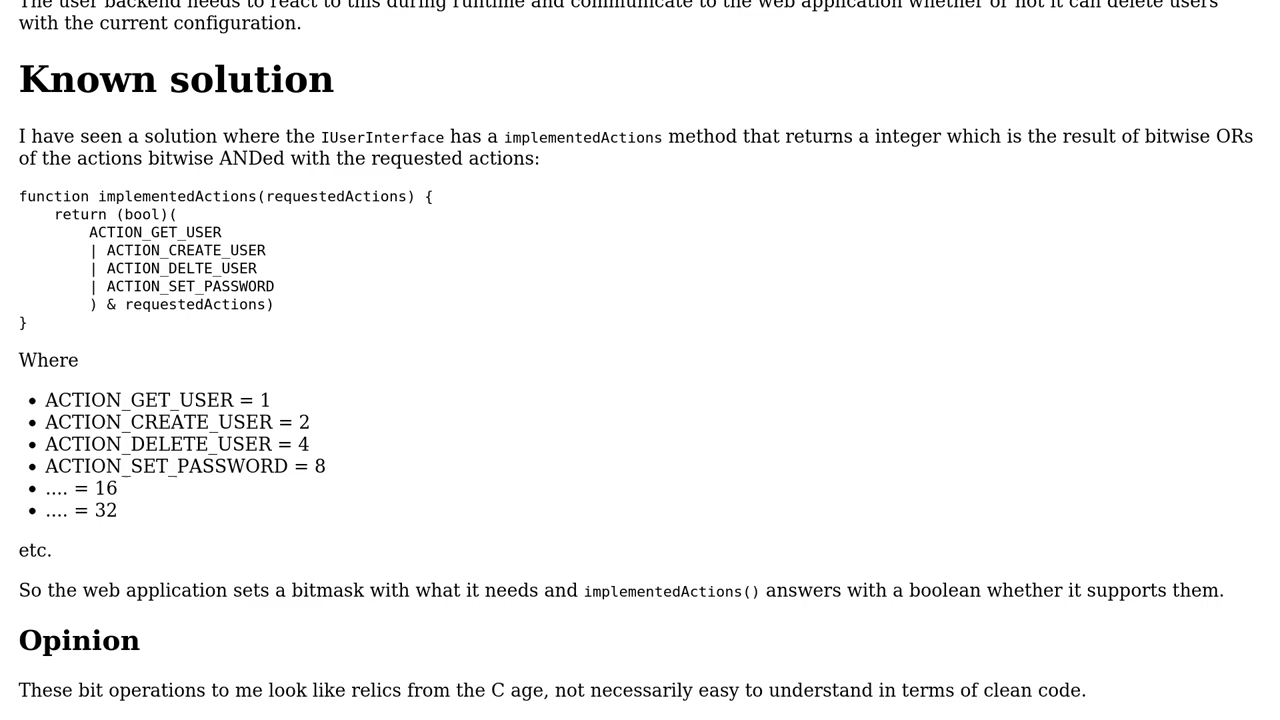 The user backend needs to react to this during runtime and communicate to the web application whether or not it can delete users
with the current configuration.
Known solution
I have seen a solution where the IUserInterface has a implementedActions method that returns a integer which is the result of bitwise ORs
of the actions bitwise ANDed with the requested actions:
function implementedActions(requestedActions) {
    return (bool)(
        ACTION_GET_USER
        | ACTION_CREATE_USER
        | ACTION_DELTE_USER
        | ACTION_SET_PASSWORD
        ) & requestedActions)
}
Where
• ACTION_GET_USER = 1
• ACTION_CREATE_USER = 2
• ACTION_DELETE_USER = 4
• ACTION_SET_PASSWORD = 8
• .... = 16
• .... = 32
etc.
So the web application sets a bitmask with what it needs and implementedActions() answers with a boolean whether it supports them.
Opinion
These bit operations to me look like relics from the C age, not necessarily easy to understand in terms of clean code.